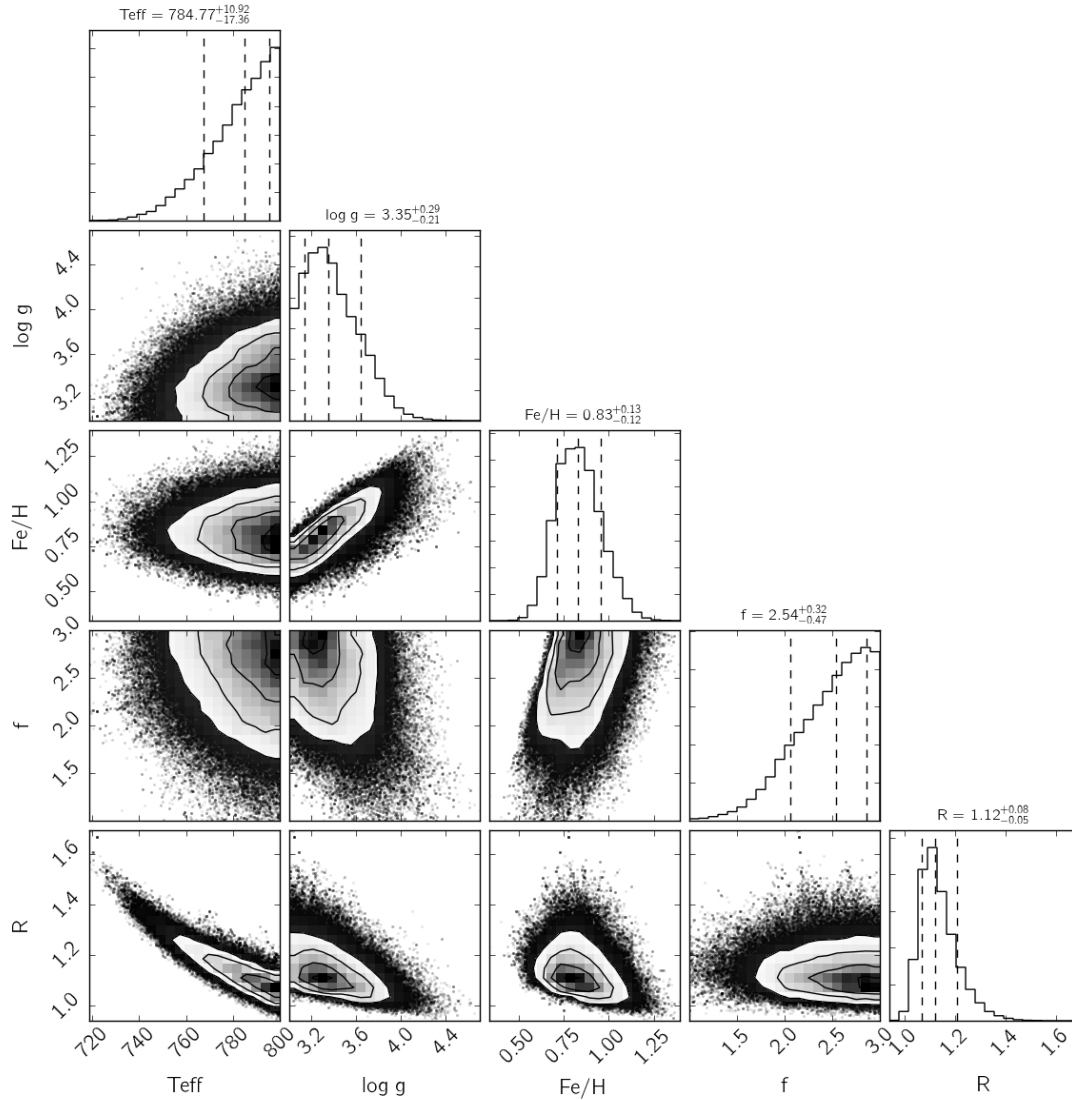 Teff = 784.77+10.92 −17.36
log g = 3.35+0.29 −0.21
4.4
4.0
3.6
3.2
log g
Fe/H = 0.83+0.13 −0.12
1.25
1.00
0.75
0.50
Fe/H
f = 2.54+0.32 −0.47
3.0
3.0
2.5
2.0
1.5
f
R = 1.12+0.08 −0.05
1.6
1.4
1.2
1.0
R
720 740 760 780 800 3.2 3.6 4.0 4.4 0.50 0.75 1.00 1.25 1.5 2.0 2.5 3.0 1.0 1.2 1.4 1.6
Teff log g Fe/H f R